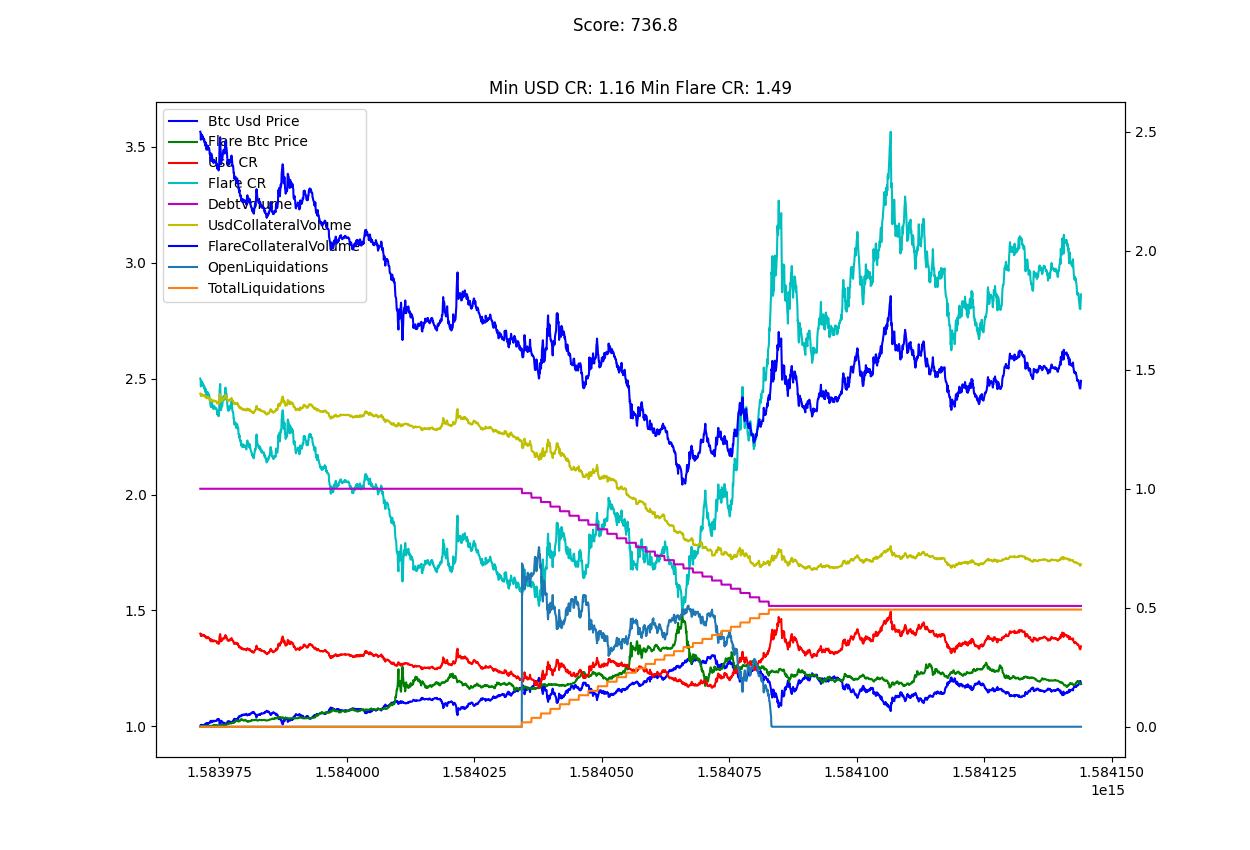 Score: 736.8
Min USD CR: 1.16 Min Flare CR: 1.49
Btc Usd Price
Flare Btc Price
Usd CR
Flare CR
DebtVolume
UsdCollateralVolume
FlareCollateralVolume
OpenLiquidations
TotalLiquidations
3.5
3.0
2.5
2.0
1.5
1.0
2.5
2.0
1.5
1.0
0.5
0.0
1.583975 1.584000 1.584025 1.584050 1.584075 1.584100 1.584125 1.584150
1e15